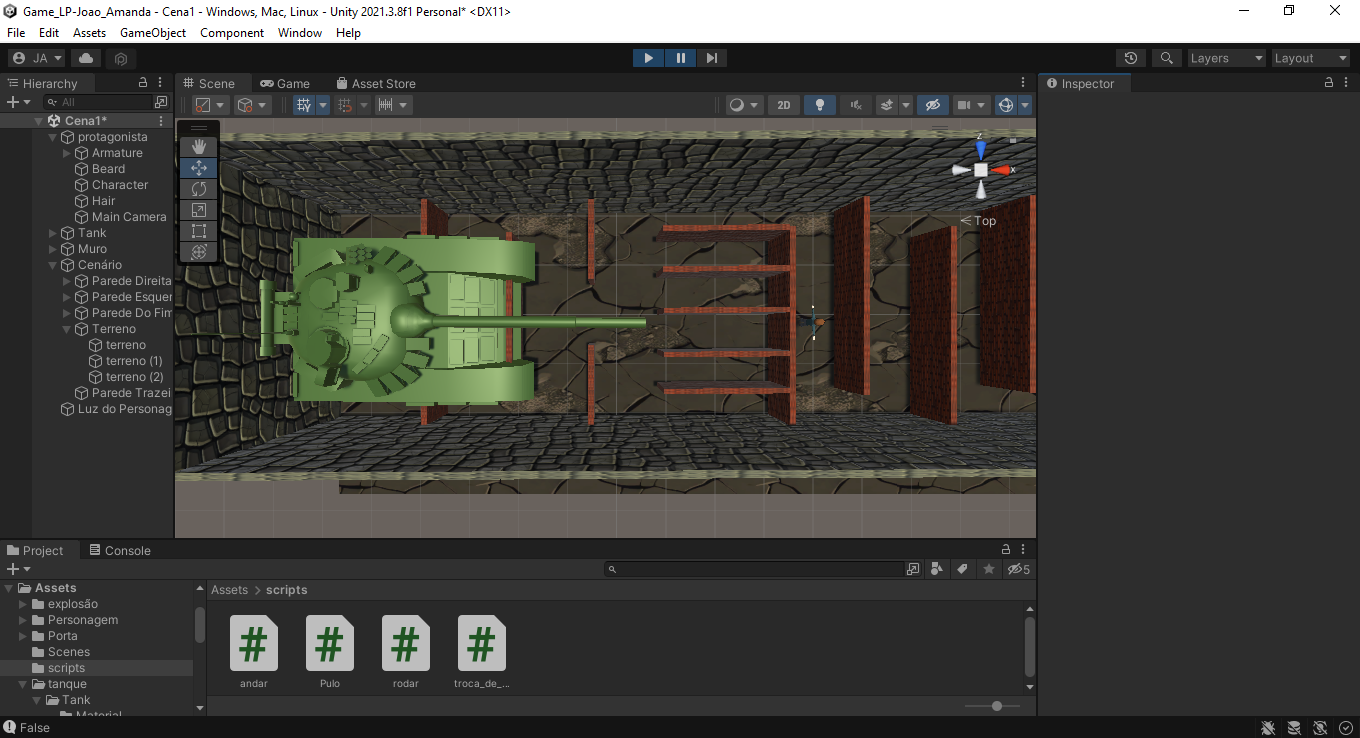 Game_LP-Joao_Amanda - Cena1 - Windows, Mac, Linux - Unity 2021.3.8f1 Personal* <DX11>
File Edit Assets GameObject Component Window Help
JA Layers Layout
Hierarchy Scene Game Asset Store Inspector
All 2D
Cena1*
protagonista
Armature
Beard
Character
Hair
Main Camera
Tank
Muro
Cenário
Parede Direita
Parede Esquer
Parede Do Fim
Terreno
terreno
terreno (1)
terreno (2)
Parede Trazei
Luz do Personag
z
x
Top
Project Console
5
Assets
explosão
Personagem
Porta
Scenes
scripts
tanque
Tank
Material
Assets > scripts
andar Pulo rodar troca_de_...
False